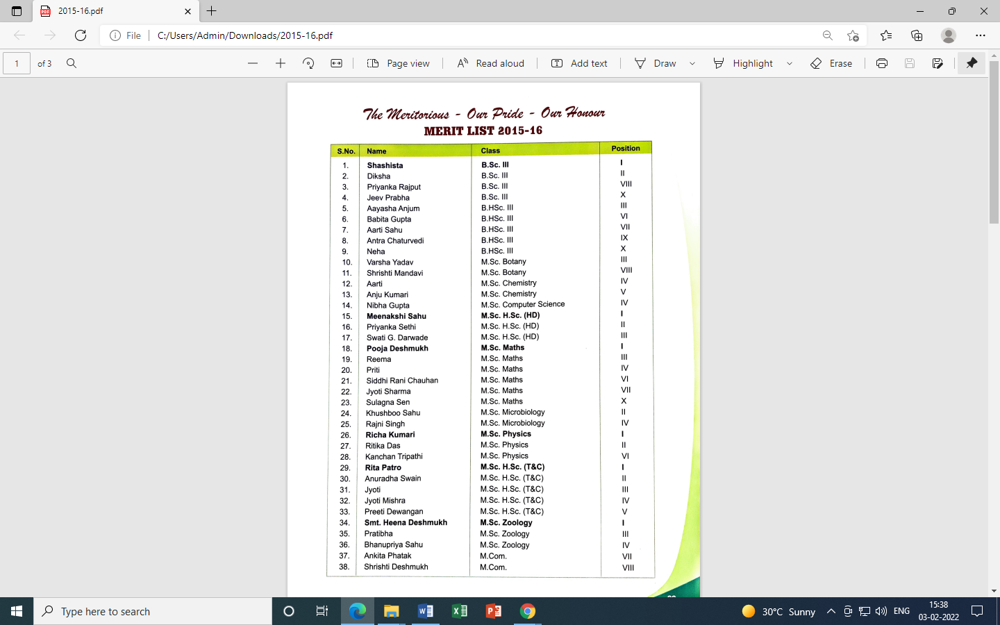 2015-16.pdf
File C:/Users/Admin/Downloads/2015-16.pdf
1 of 3 Page view Read aloud Add text Draw Highlight Erase
The Meritorious - Our Pride - Our Honour
MERIT LIST 2015-16
S.No. Name Class Position
1. Shashista B.Sc. III I
2. Diksha B.Sc. III II
3. Priyanka Rajput B.Sc. III VIII
4. Jeev Prabha B.Sc. III X
5. Aayasha Anjum B.HSc. III III
6. Babita Gupta B.HSc. III VI
7. Aarti Sahu B.HSc. III VII
8. Antra Chaturvedi B.HSc. III IX
9. Neha B.HSc. III X
10. Varsha Yadav M.Sc. Botany III
11. Shrishti Mandavi M.Sc. Botany VIII
12. Aarti M.Sc. Chemistry IV
13. Anju Kumari M.Sc. Chemistry V
14. Nibha Gupta M.Sc. Computer Science IV
15. Meenakshi Sahu M.Sc. H.Sc. (HD) I
16. Priyanka Sethi M.Sc. H.Sc. (HD) II
17. Swati G. Darwade M.Sc. H.Sc. (HD) III
18. Pooja Deshmukh M.Sc. Maths I
19. Reema M.Sc. Maths III
20. Priti M.Sc. Maths IV
21. Siddhi Rani Chauhan M.Sc. Maths VI
22. Jyoti Sharma M.Sc. Maths VII
23. Sulagna Sen M.Sc. Maths X
24. Khushboo Sahu M.Sc. Microbiology II
25. Rajni Singh M.Sc. Microbiology IV
26. Richa Kumari M.Sc. Physics I
27. Ritika Das M.Sc. Physics II
28. Kanchan Tripathi M.Sc. Physics VI
29. Rita Patro M.Sc. H.Sc. (T&C) I
30. Anuradha Swain M.Sc. H.Sc. (T&C) II
31. Jyoti M.Sc. H.Sc. (T&C) III
32. Jyoti Mishra M.Sc. H.Sc. (T&C) IV
33. Preeti Dewangan M.Sc. H.Sc. (T&C) V
34. Smt. Heena Deshmukh M.Sc. Zoology I
35. Pratibha M.Sc. Zoology III
36. Bhanupriya Sahu M.Sc. Zoology IV
37. Ankita Phatak M.Com. VII
38. Shrishti Deshmukh M.Com. VIII
Type here to search 30°C Sunny ENG 15:38
03-02-2022